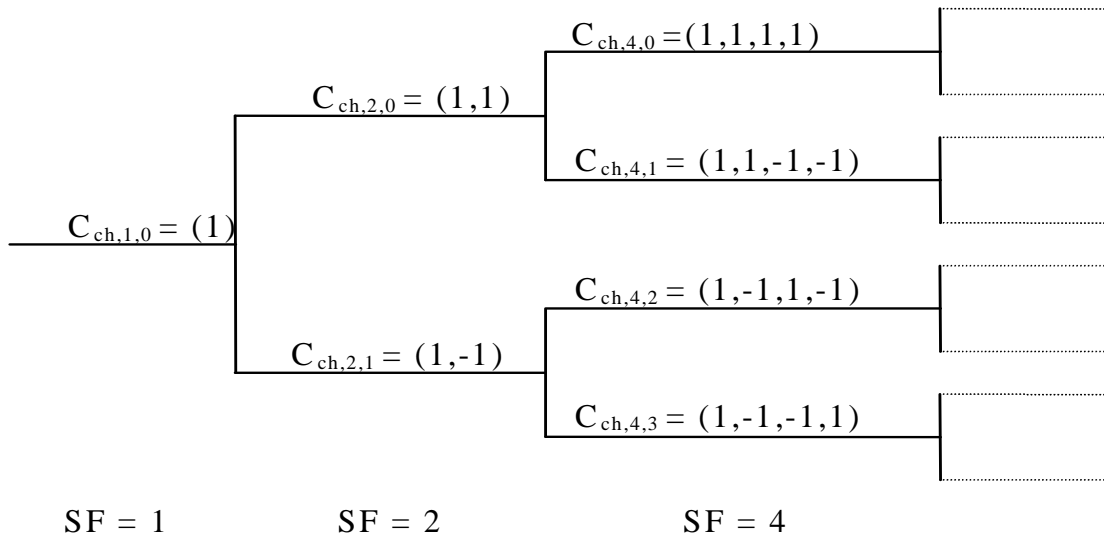 C ch,4,0 = (1,1,1,1)
C ch,2,0 = (1,1)
C ch,4,1 = (1,1,-1,-1)
C ch,1,0 = (1)
C ch,4,2 = (1,-1,1,-1)
C ch,2,1 = (1,-1)
C ch,4,3 = (1,-1,-1,1)
SF = 1 SF = 2 SF = 4